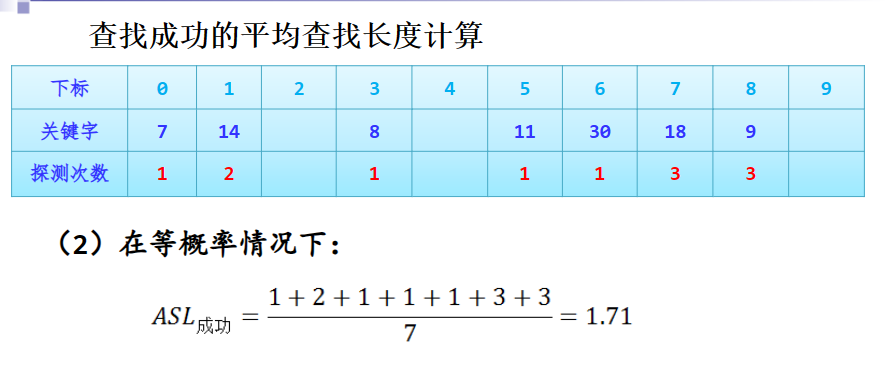 查找成功的平均查找长度计算
下标 0 1 2 3 4 5 6 7 8 9
关键字 7 14 8 11 30 18 9
探测次数 1 2 1 1 1 3 3
（2）在等概率情况下：
ASL成功 = (1 + 2 + 1 + 1 + 1 + 3 + 3)/7 = 1.71